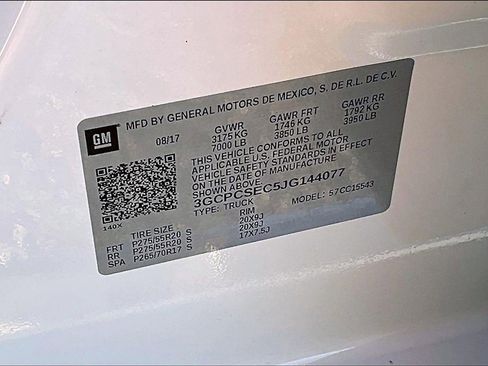 GM
MFD BY GENERAL MOTORS DE MEXICO, S. DE R.L. DE C.V.
08/17 GVWR GAWR FRT GAWR RR
3175 KG 1746 KG 1792 KG
7000 LB 3850 LB 3950 LB
THIS VEHICLE CONFORMS TO ALL
APPLICABLE U.S. FEDERAL MOTOR
VEHICLE SAFETY STANDARDS IN EFFECT
ON THE DATE OF MANUFACTURE
SHOWN ABOVE.
3GCPCSEC5JG144077
TYPE: TRUCK MODEL: 57CC15543
140X
TIRE SIZE RIM
FRT P275/55R20 S 20X9J
RR P275/55R20 S 20X9J
SPA P265/70R17 S 17X7.5J